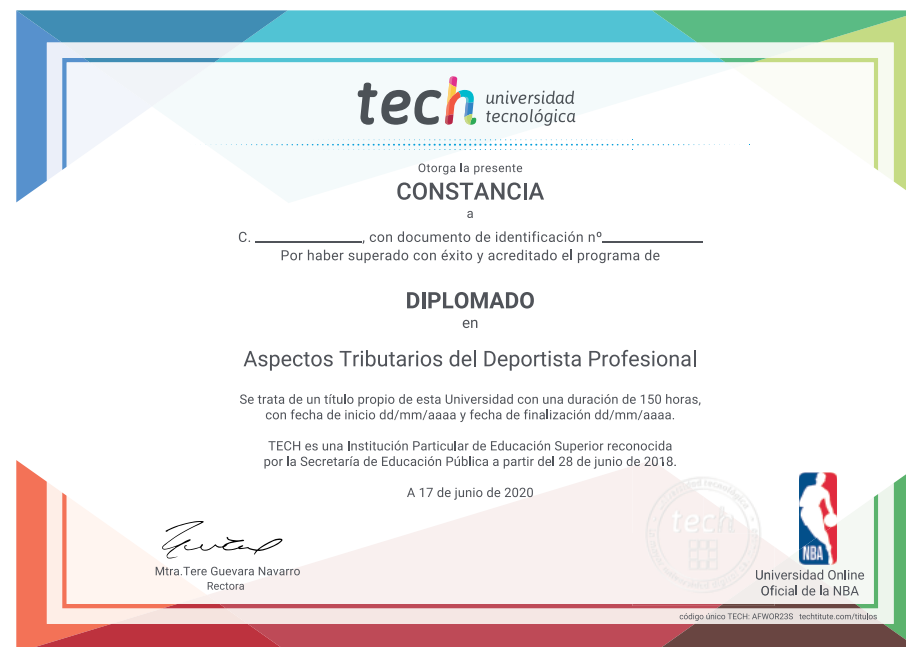 tech universidad
tecnológica
Otorga la presente
CONSTANCIA
a
C. ____________, con documento de identificación nº____________
Por haber superado con éxito y acreditado el programa de
DIPLOMADO
en
Aspectos Tributarios del Deportista Profesional
Se trata de un título propio de esta Universidad con una duración de 150 horas,
con fecha de inicio dd/mm/aaaa y fecha de finalización dd/mm/aaaa.
TECH es una Institución Particular de Educación Superior reconocida
por la Secretaría de Educación Pública a partir del 28 de junio de 2018.
A 17 de junio de 2020
tech
NBA
Mtra.Tere Guevara Navarro
Rectora
Universidad Online
Oficial de la NBA
código único TECH: AFWOR23S techtitute.com/titulos